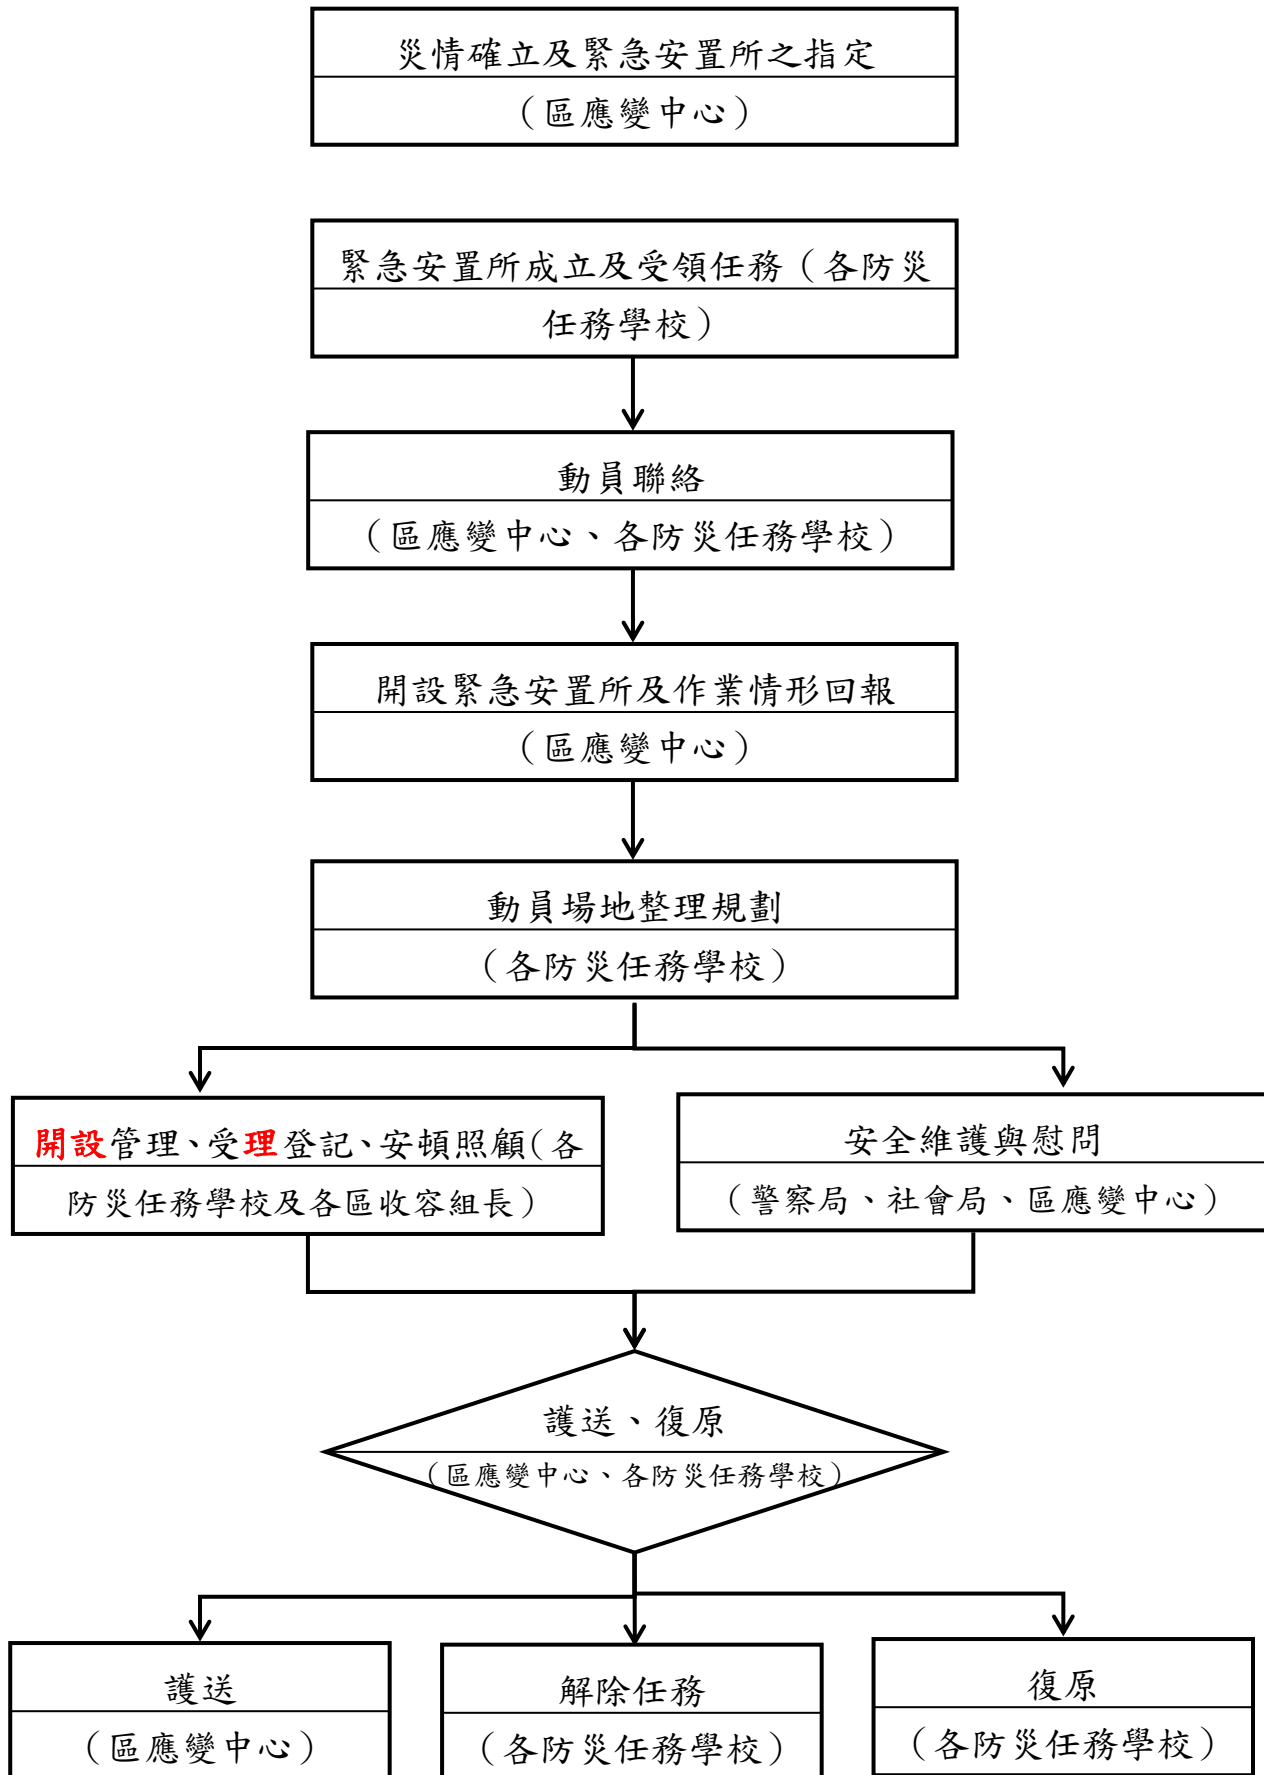 災情確立及緊急安置所之指定
（區應變中心）
緊急安置所成立及受領任務（各防災
任務學校）
動員聯絡
（區應變中心、各防災任務學校）
開設緊急安置所及作業情形回報
（區應變中心）
動員場地整理規劃
（各防災任務學校）
開設管理、受理登記、安頓照顧(各
防災任務學校及各區收容組長）
安全維護與慰問
（警察局、社會局、區應變中心）
護送、復原
（區應變中心、各防災任務學校）
護送
（區應變中心）
解除任務
（各防災任務學校）
復原
（各防災任務學校）